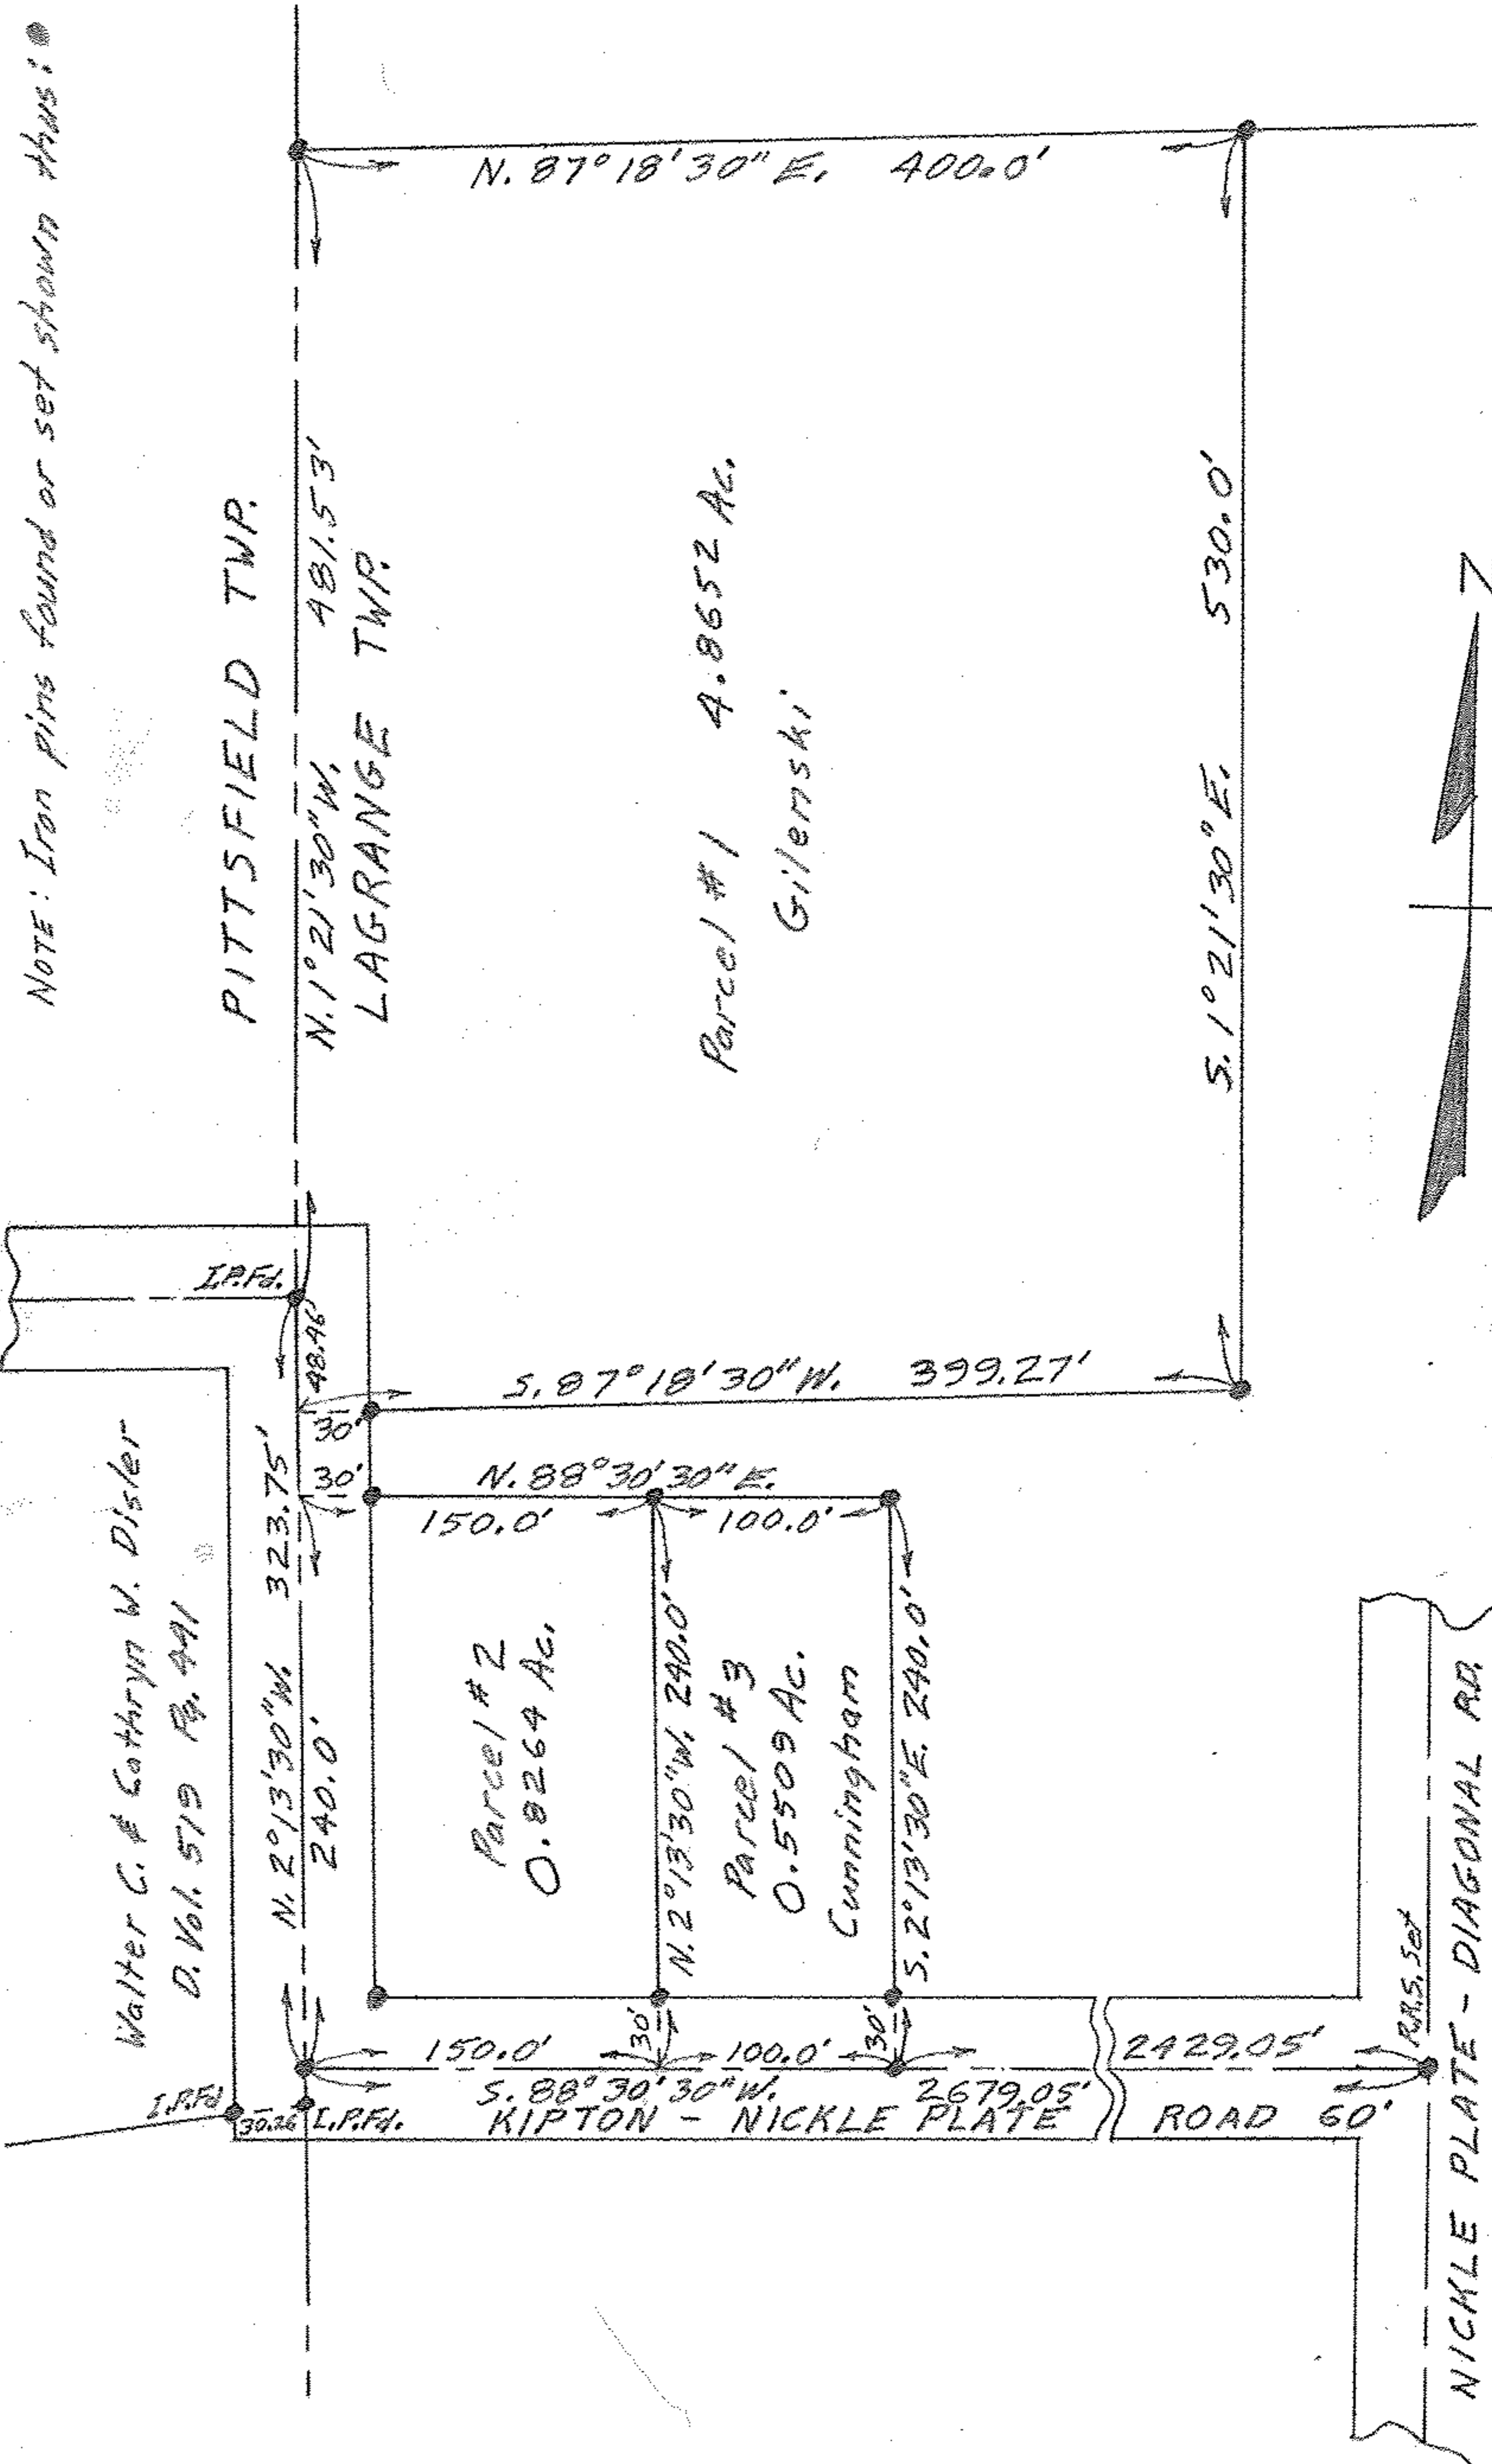 NOTE: Iron pins found or set shown thus:
PITTSFIELD TWP.
N. 1° 21' 30" W. 481.53'
LAGRANGE TWP.
N. 87° 18' 30" E. 400.0'
Parcel #1 4.8652 Ac.
Gilenski
S. 1° 21' 30" E. 530.0'
I.P.Fd.
48.46'
30'
S. 87° 18' 30" W. 399.27'
Walter C. & Cathryn W. Disler
D. Vol. 519 Pg. 441
N. 2° 13' 30" W. 323.75'
240.0'
30'
N. 88° 30' 30" E.
150.0'
100.0'
Parcel #2
0.8264 Ac.
N. 2° 13' 30" W. 240.0'
Parcel #3
0.5509 Ac.
Cunningham
S. 2° 13' 30" E. 240.0'
I.P.Fd
30.26
I.P.Fd.
150.0'
30'
100.0'
30'
2429.05'
S. 88° 30' 30" W.
2679.05'
KIPTON - NICKLE PLATE ROAD 60'
R.R.S. Set
NICKLE PLATE - DIAGONAL RD.